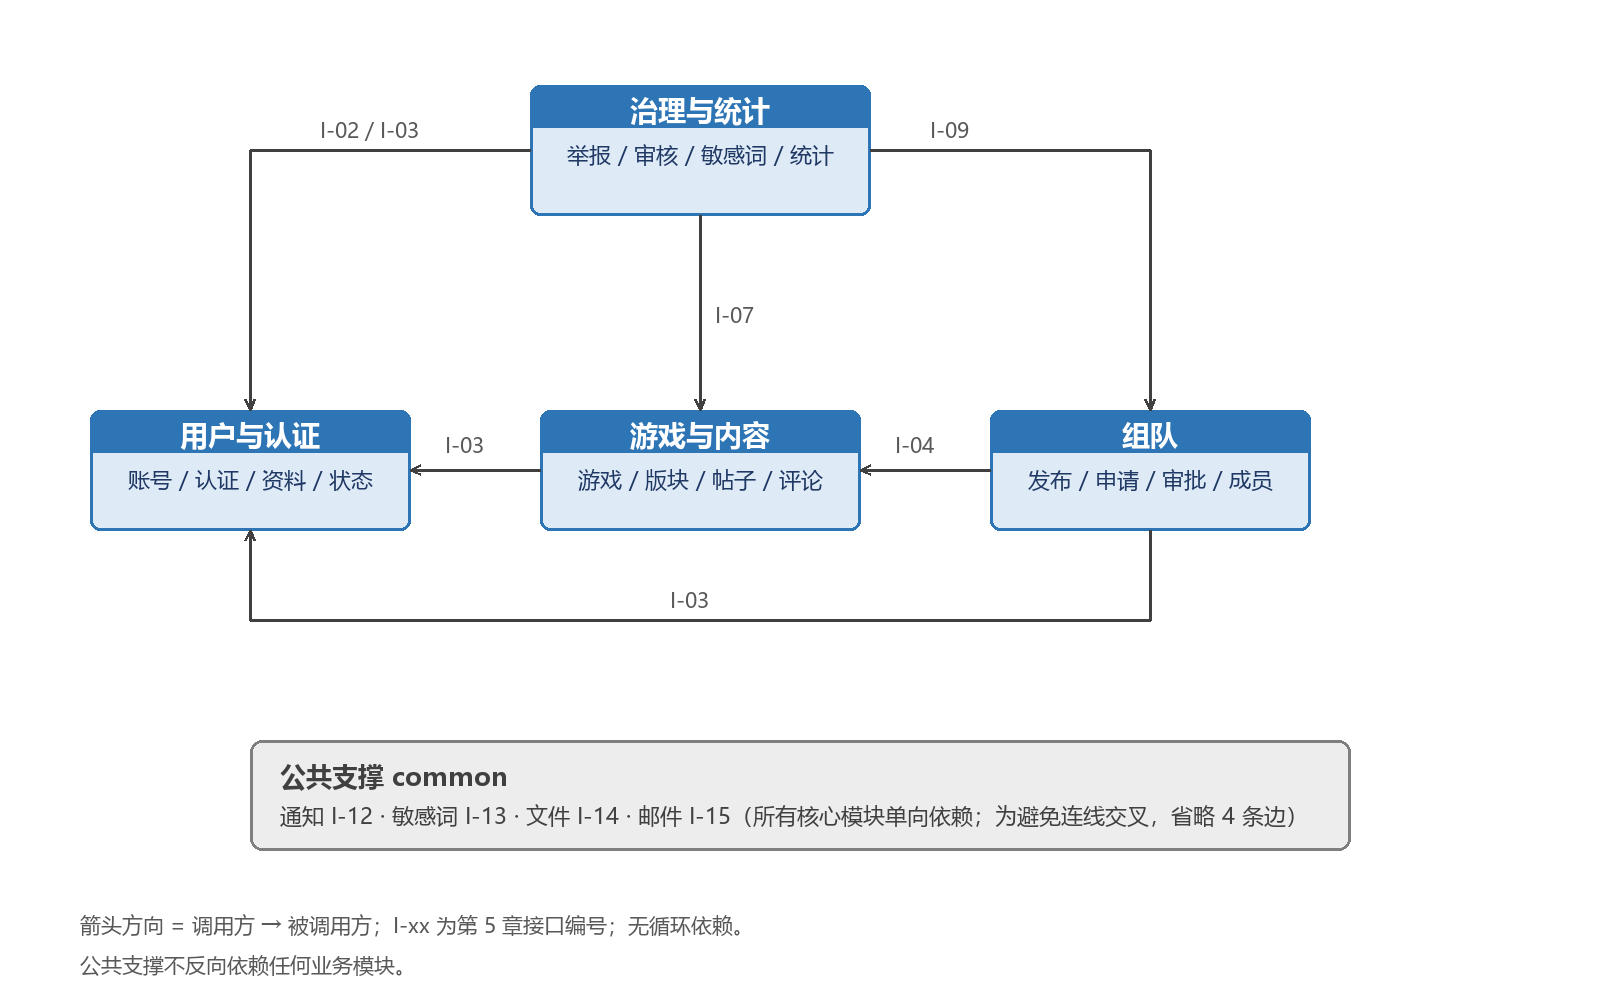 治理与统计
I-02 / I-03
I-09
举报 / 审核 / 敏感词 / 统计
I-07
用户与认证
I-03
游戏与内容
I-04
组队
账号 / 认证 / 资料 / 状态
游戏 / 版块 / 帖子 / 评论
发布 / 申请 / 审批 / 成员
I-03
公共支撑 common
通知 I-12 · 敏感词 I-13 · 文件 I-14 · 邮件 I-15（所有核心模块单向依赖；为避免连线交叉，省略 4 条边）
箭头方向 = 调用方 → 被调用方；I-xx 为第 5 章接口编号；无循环依赖。
公共支撑不反向依赖任何业务模块。